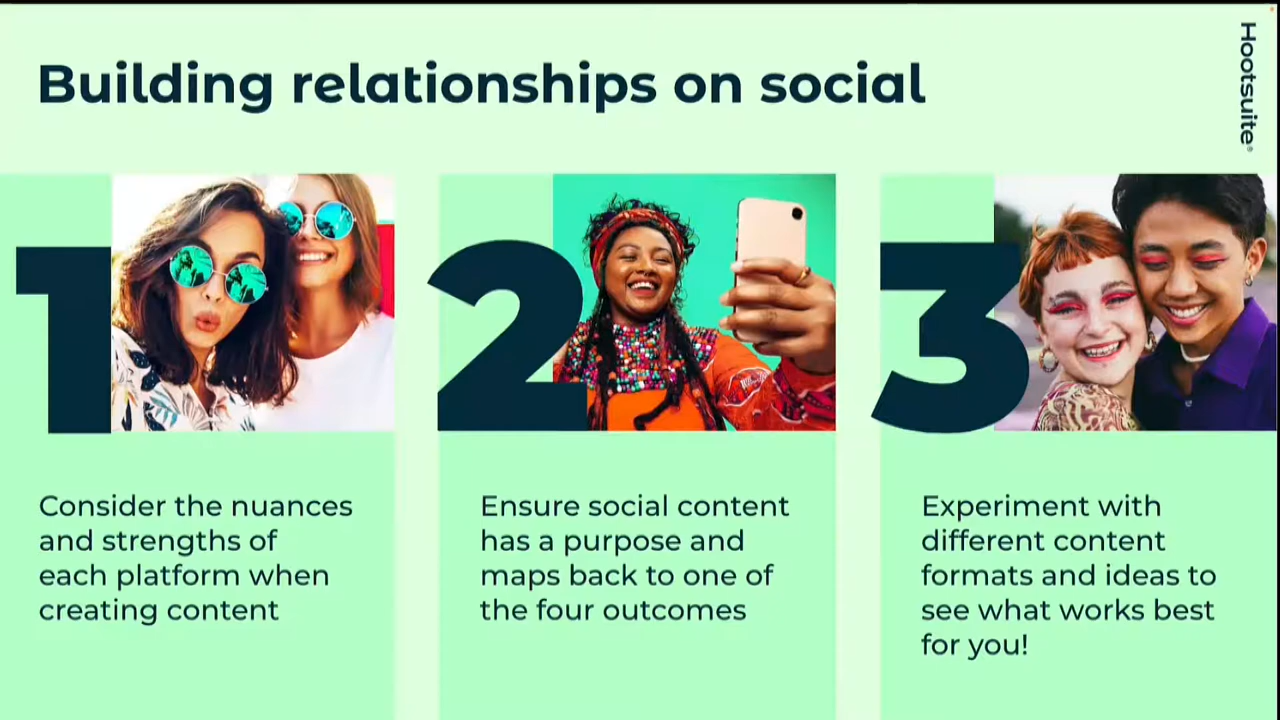 Building relationships on social
Hootsuite®
1
Consider the nuances
and strengths of
each platform when
creating content
2
Ensure social content
has a purpose and
maps back to one of
the four outcomes
3
Experiment with
different content
formats and ideas to
see what works best
for you!